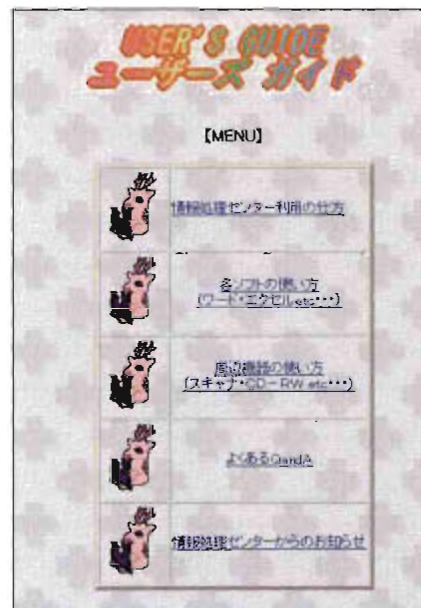 USER'S GUIDE
ユーザーズ ガイド
【MENU】
情報処理センター利用の仕方
各ソフトの使い方
(ワード・エクセル etc・・・)
周辺機器の使い方
(スキャナ・CD-RW etc・・・)
よくあるQandA
情報処理センターからのお知らせ